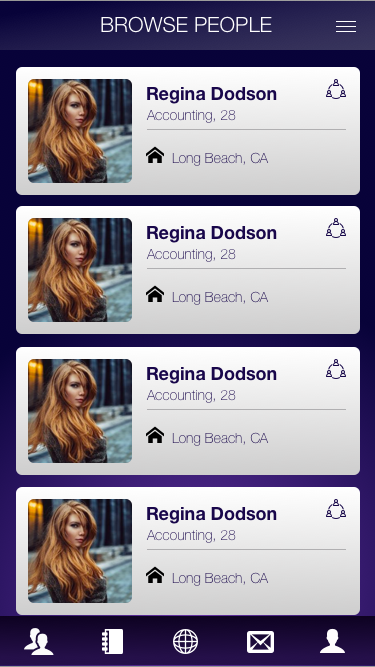 BROWSE PEOPLE
Regina Dodson
Accounting, 28
Long Beach, CA
Regina Dodson
Accounting, 28
Long Beach, CA
Regina Dodson
Accounting, 28
Long Beach, CA
Regina Dodson
Accounting, 28
Long Beach, CA